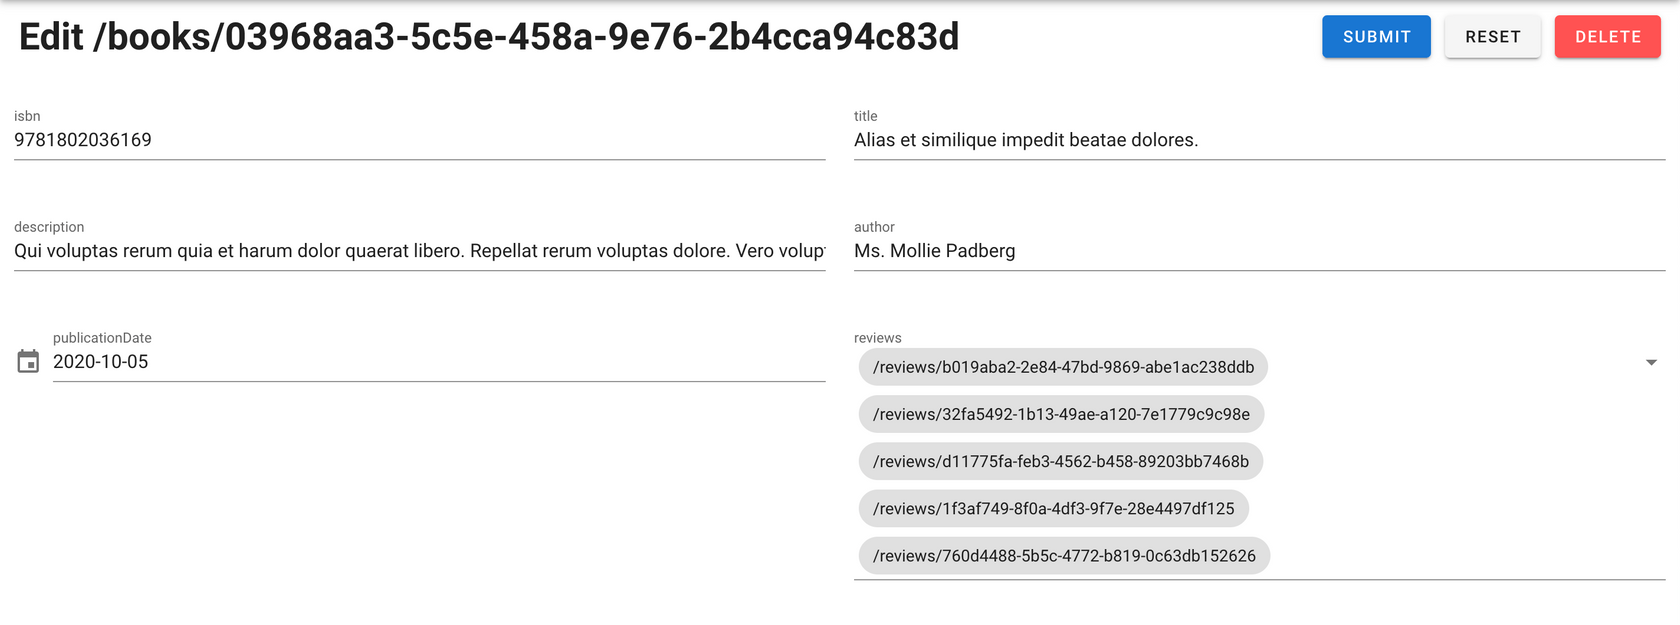 Edit /books/03968aa3-5c5e-458a-9e76-2b4cca94c83d
SUBMIT
RESET
DELETE
isbn
9781802036169
title
Alias et similique impedit beatae dolores.
description
Qui voluptas rerum quia et harum dolor quaerat libero. Repellat rerum voluptas dolore. Vero volup
author
Ms. Mollie Padberg
publicationDate
2020-10-05
reviews
/reviews/b019aba2-2e84-47bd-9869-abe1ac238ddb
/reviews/32fa5492-1b13-49ae-a120-7e1779c9c98e
/reviews/d11775fa-feb3-4562-b458-89203bb7468b
/reviews/1f3af749-8f0a-4df3-9f7e-28e4497df125
/reviews/760d4488-5b5c-4772-b819-0c63db152626